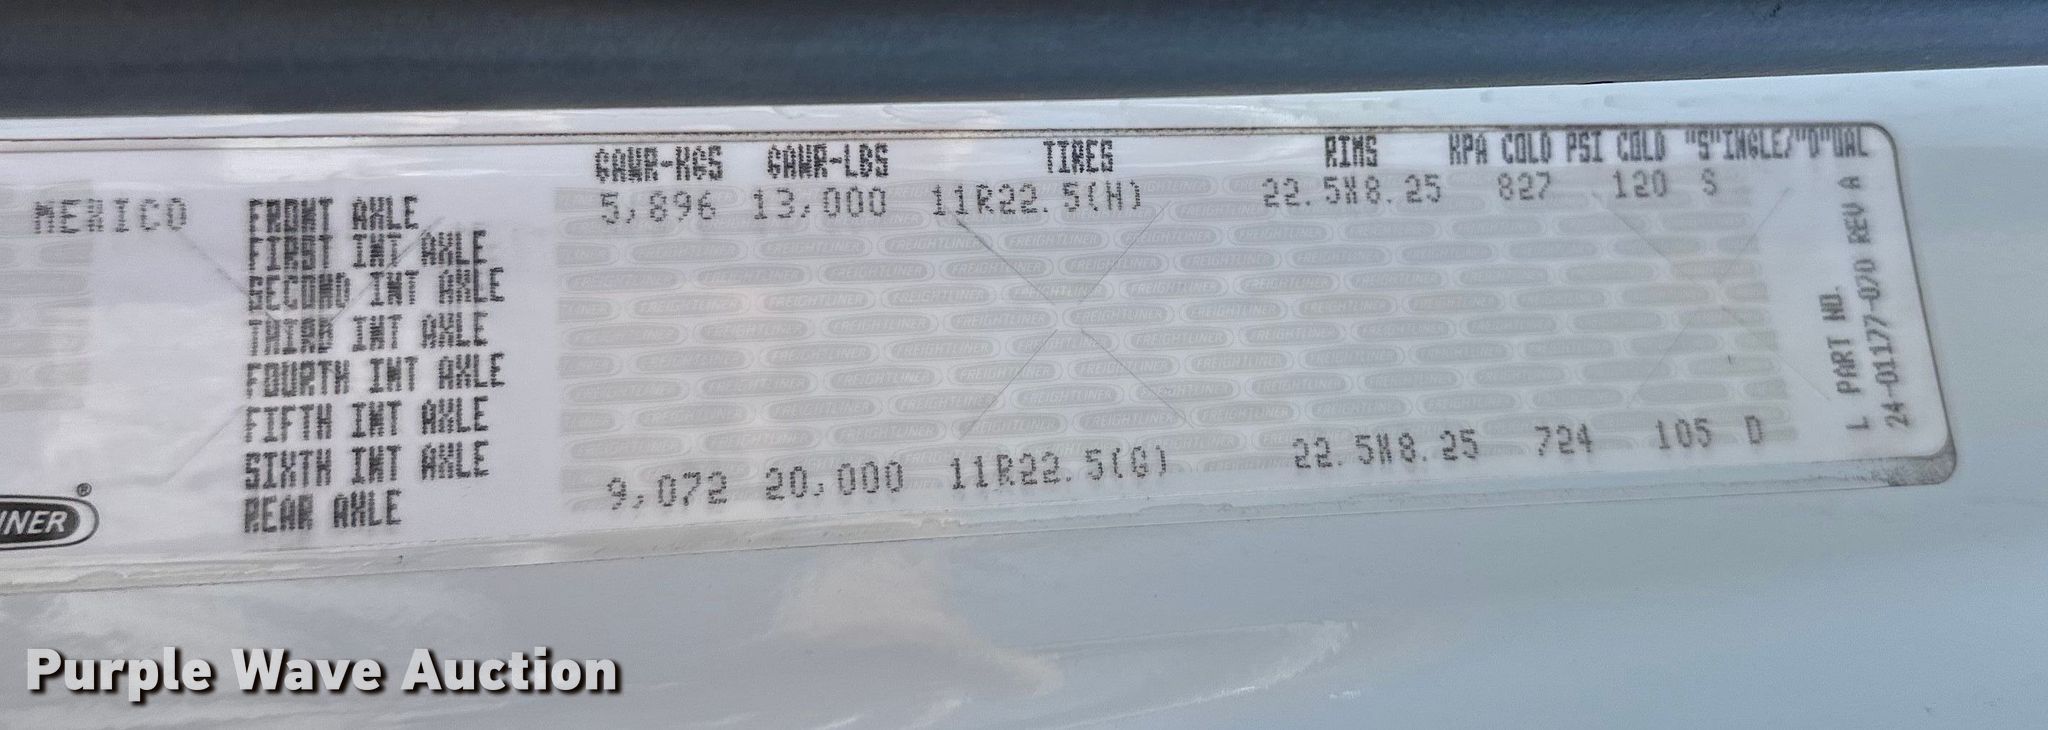 GAWR-KGS GAWR-LBS TIRES RIMS KPA COLD PSI COLD "S"INGLE/"D"UAL
MEXICO FRONT AXLE 5,896 13,000 11R22.5(H) 22.5X8.25 827 120 S
FIRST INT AXLE
SECOND INT AXLE
THIRD INT AXLE
FOURTH INT AXLE
FIFTH INT AXLE
SIXTH INT AXLE
REAR AXLE 9,072 20,000 11R22.5(G) 22.5X8.25 724 105 D
L PART NO.
24-01177-070 REV A
INER®
Purple Wave Auction